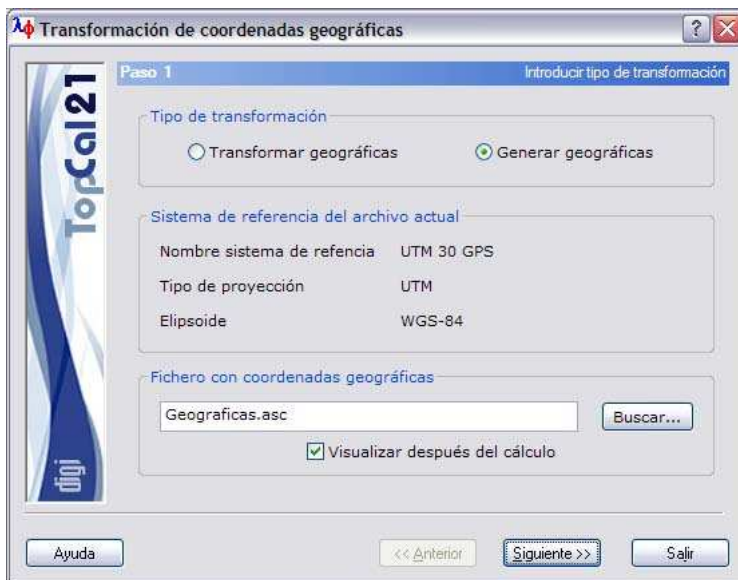 λϕ Transformación de coordenadas geográficas
TopCal21
Paso 1 Introducir tipo de transformación
Tipo de transformación
Transformar geográficas Generar geográficas
Sistema de referencia del archivo actual
Nombre sistema de refencia UTM 30 GPS
Tipo de proyección UTM
Elipsoide WGS-84
Fichero con coordenadas geográficas
Geograficas.asc Buscar...
Visualizar después del cálculo
Ayuda << Anterior Siguiente >> Salir